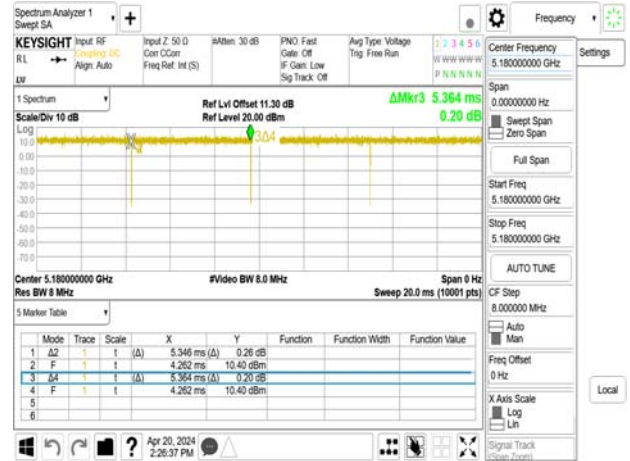 Spectrum Analyzer 1
Swept SA
+
Frequency
KEYSIGHT
RL
Input: RF
Coupling: DC
Align: Auto
Input Z: 50 Ω
Corr CCorr
Freq Ref: Int (S)
#Atten: 30 dB
PNO: Fast
Gate: Off
IF Gain: Low
Sig Track: Off
Avg Type: Voltage
Trig: Free Run
1 2 3 4 5 6
W W W W W W
P N N N N N
1 Spectrum
Scale/Div 10 dB
Ref Lvl Offset 11.30 dB
Ref Level 20.00 dBm
ΔMkr3 5.364 ms
0.20 dB
Log
10.0
0.00
-10.0
-20.0
-30.0
-40.0
-50.0
-60.0
-70.0
3Δ4
Center 5.180000000 GHz
Res BW 8 MHz
#Video BW 8.0 MHz
Span 0 Hz
Sweep 20.0 ms (10001 pts)
5 Marker Table
Mode Trace Scale X Y Function Function Width Function Value
1 Δ2 1 t (Δ) 5.346 ms (Δ) 0.26 dB
2 F 1 t 4.262 ms 10.40 dBm
3 Δ4 1 t (Δ) 5.364 ms (Δ) 0.20 dB
4 F 1 t 4.262 ms 10.40 dBm
5
6
?
Apr 20, 2024
2:26:37 PM
Center Frequency
5.180000000 GHz
Settings
Span
0.00000000 Hz
Swept Span
Zero Span
Full Span
Start Freq
5.180000000 GHz
Stop Freq
5.180000000 GHz
AUTO TUNE
CF Step
8.000000 MHz
Auto
Man
Freq Offset
0 Hz
X Axis Scale
Log
Lin
Local
Signal Track
(Span Zoom)